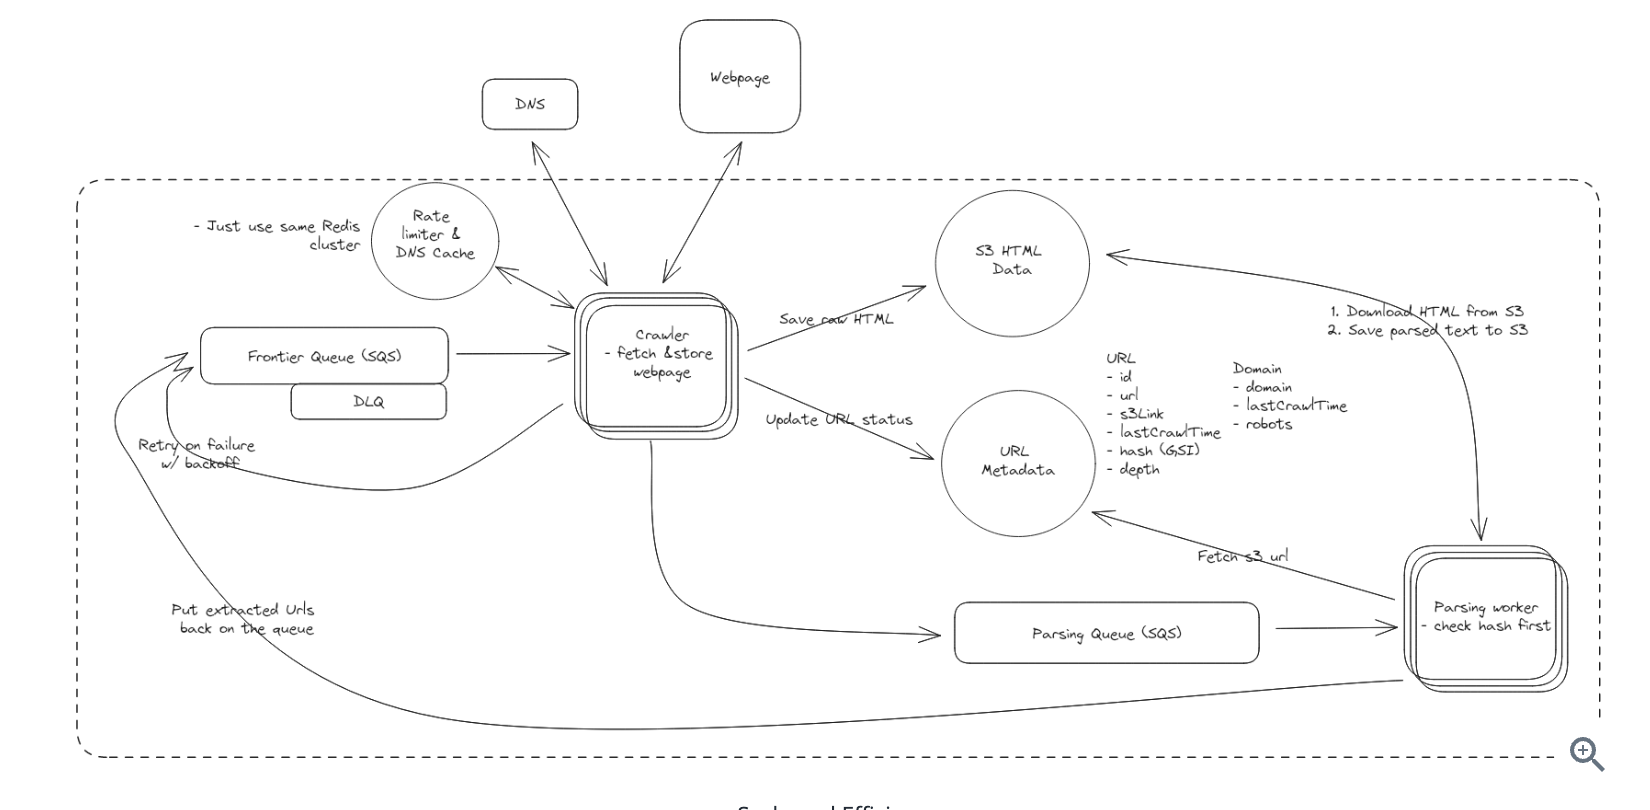 Webpage
DNS
Rate
limiter &
DNS Cache
- Just use same Redis
cluster
S3 HTML
Data
1. Download HTML from S3
2. Save parsed text to S3
Save raw HTML
Crawler
- fetch & store
webpage
Frontier Queue (SQS)
DLQ
Update URL status
URL
- id
- url
- s3Link
- lastCrawlTime
- hash (GSI)
- depth
Domain
- domain
- lastCrawlTime
- robots
URL
Metadata
Retry on failure
w/ backoff
Fetch s3 url
Put extracted Urls
back on the queue
Parsing Queue (SQS)
Parsing worker
- check hash first